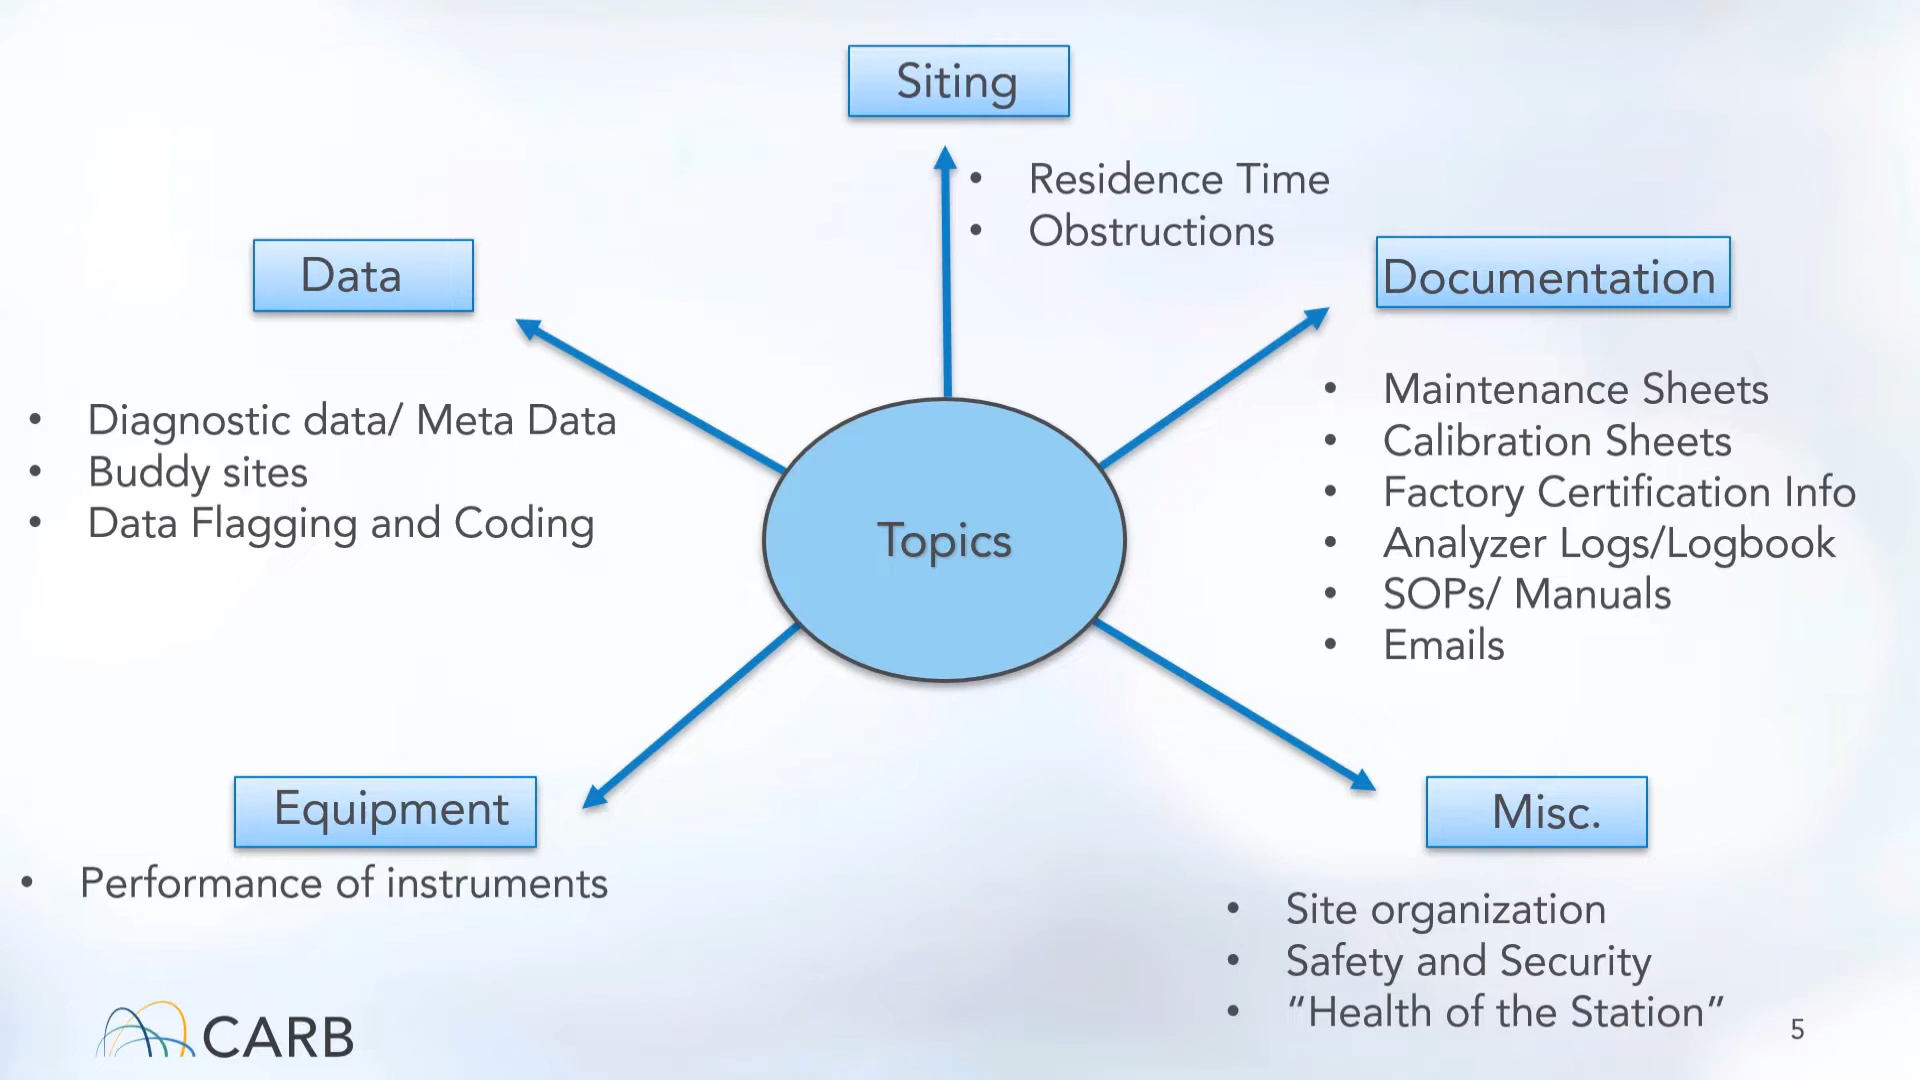 Siting
• Residence Time
• Obstructions
Data
• Diagnostic data/ Meta Data
• Buddy sites
• Data Flagging and Coding
Documentation
• Maintenance Sheets
• Calibration Sheets
• Factory Certification Info
• Analyzer Logs/Logbook
• SOPs/ Manuals
• Emails
Topics
Equipment
• Performance of instruments
Misc.
• Site organization
• Safety and Security
• “Health of the Station”
CARB
5